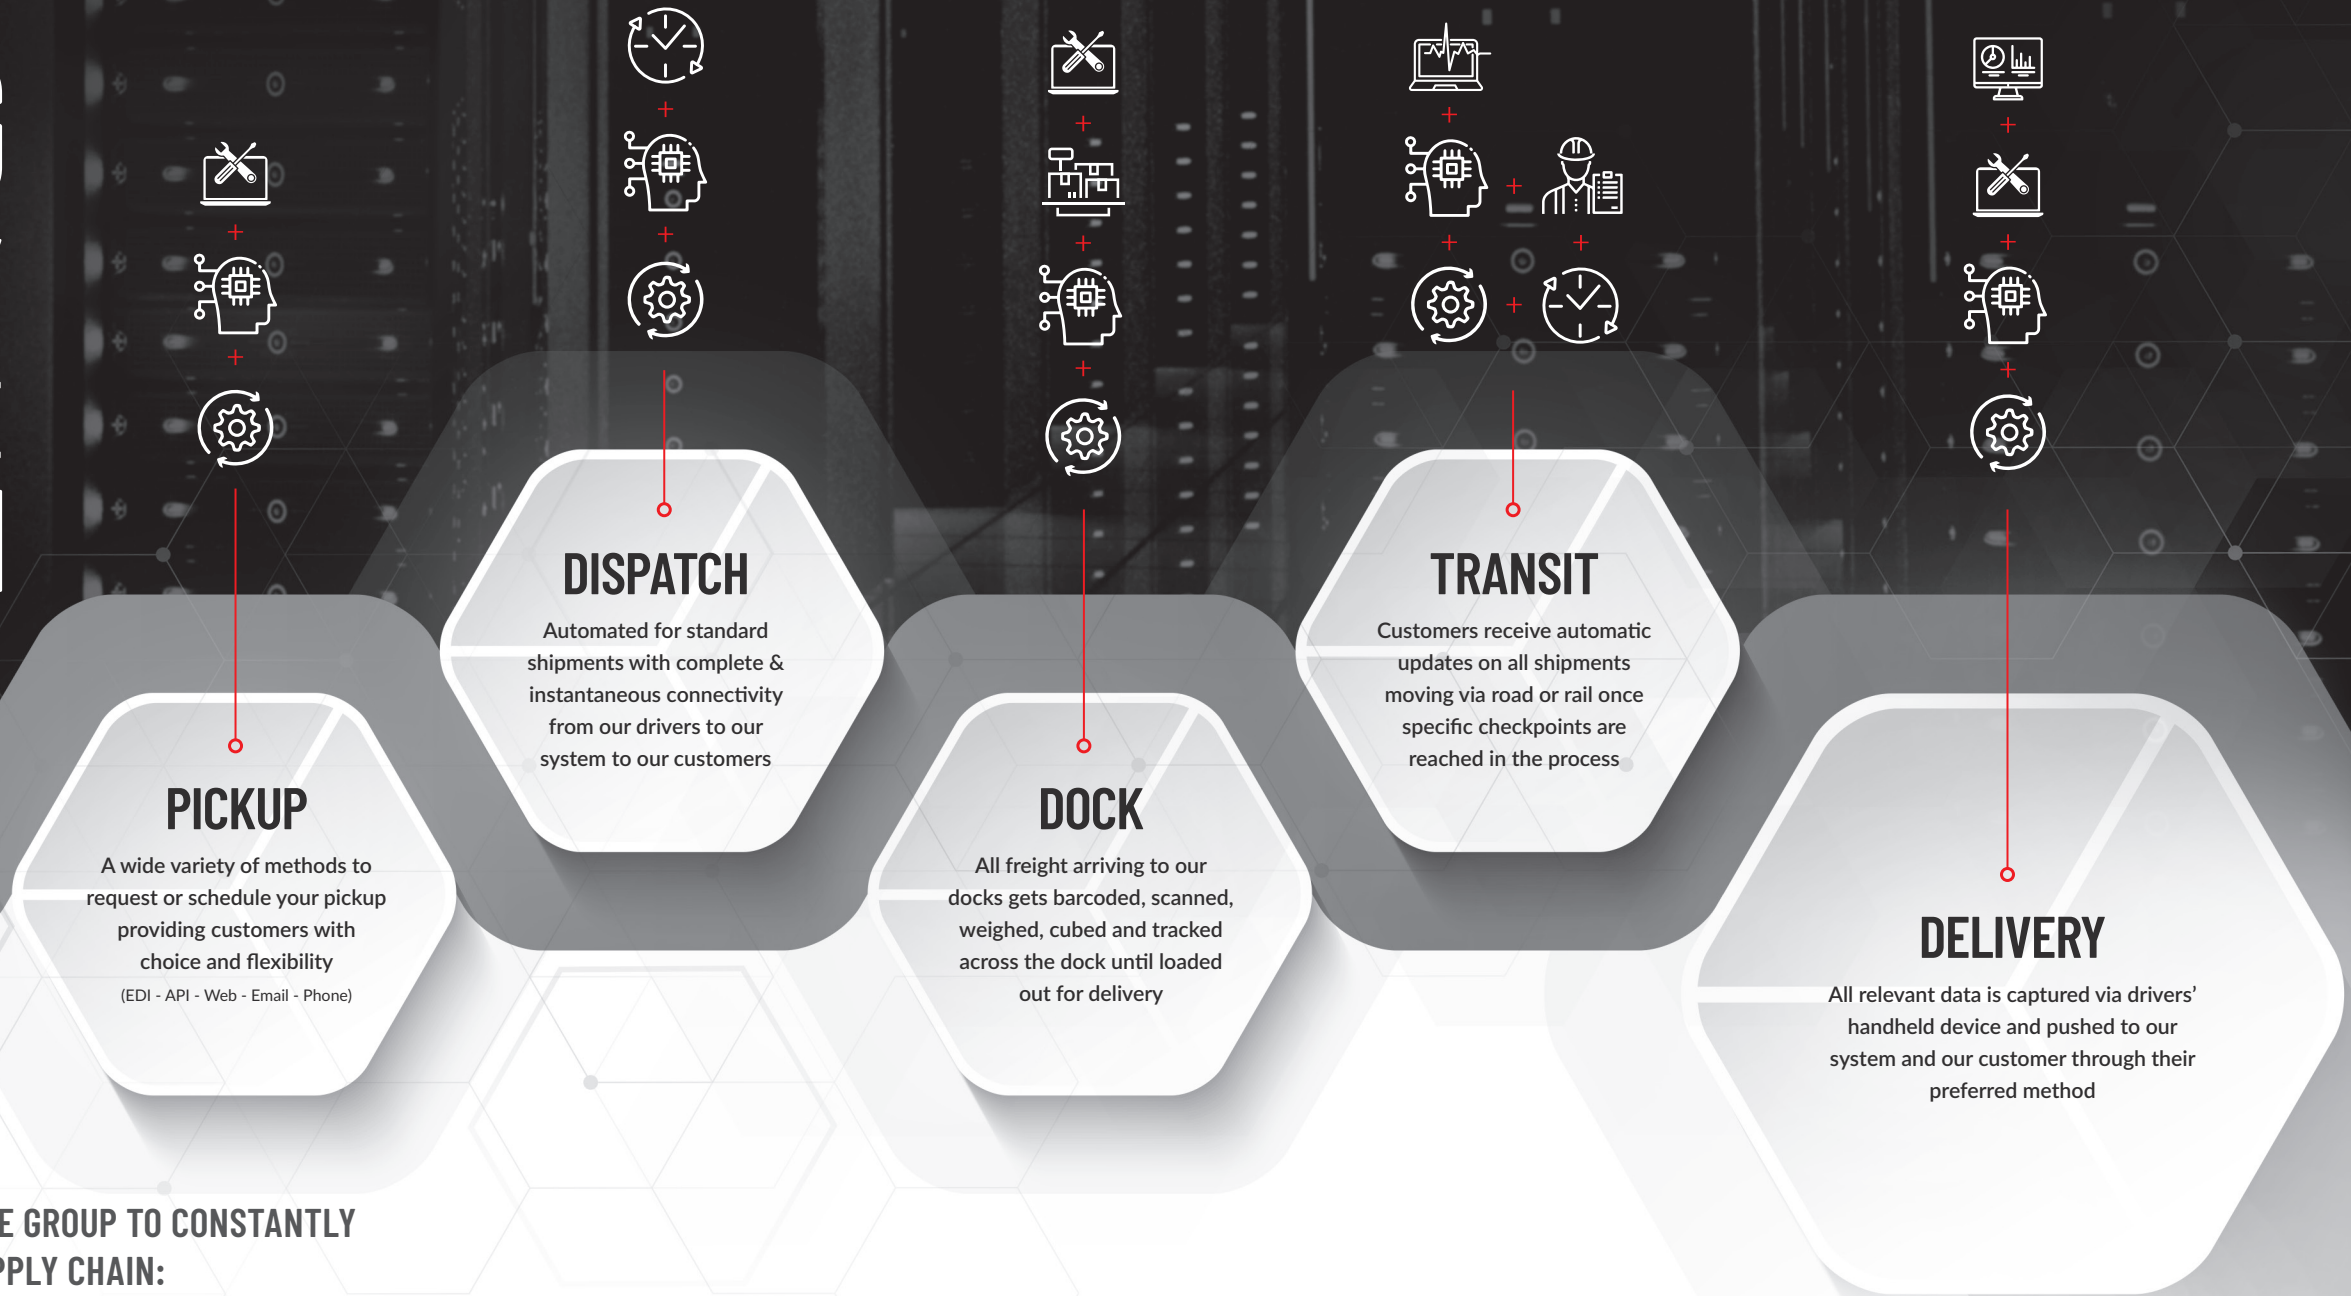 PICKUP
A wide variety of methods to
request or schedule your pickup
providing customers with
choice and flexibility
(EDI - API - Web - Email - Phone)
DISPATCH
Automated for standard
shipments with complete &
instantaneous connectivity
from our drivers to our
system to our customers
DOCK
All freight arriving to our
docks gets barcoded, scanned,
weighed, cubed and tracked
across the dock until loaded
out for delivery
TRANSIT
Customers receive automatic
updates on all shipments
moving via road or rail once
specific checkpoints are
reached in the process
DELIVERY
All relevant data is captured via drivers’
handheld device and pushed to our
system and our customer through their
preferred method
GROUP TO CONSTANTLY
CHAIN: